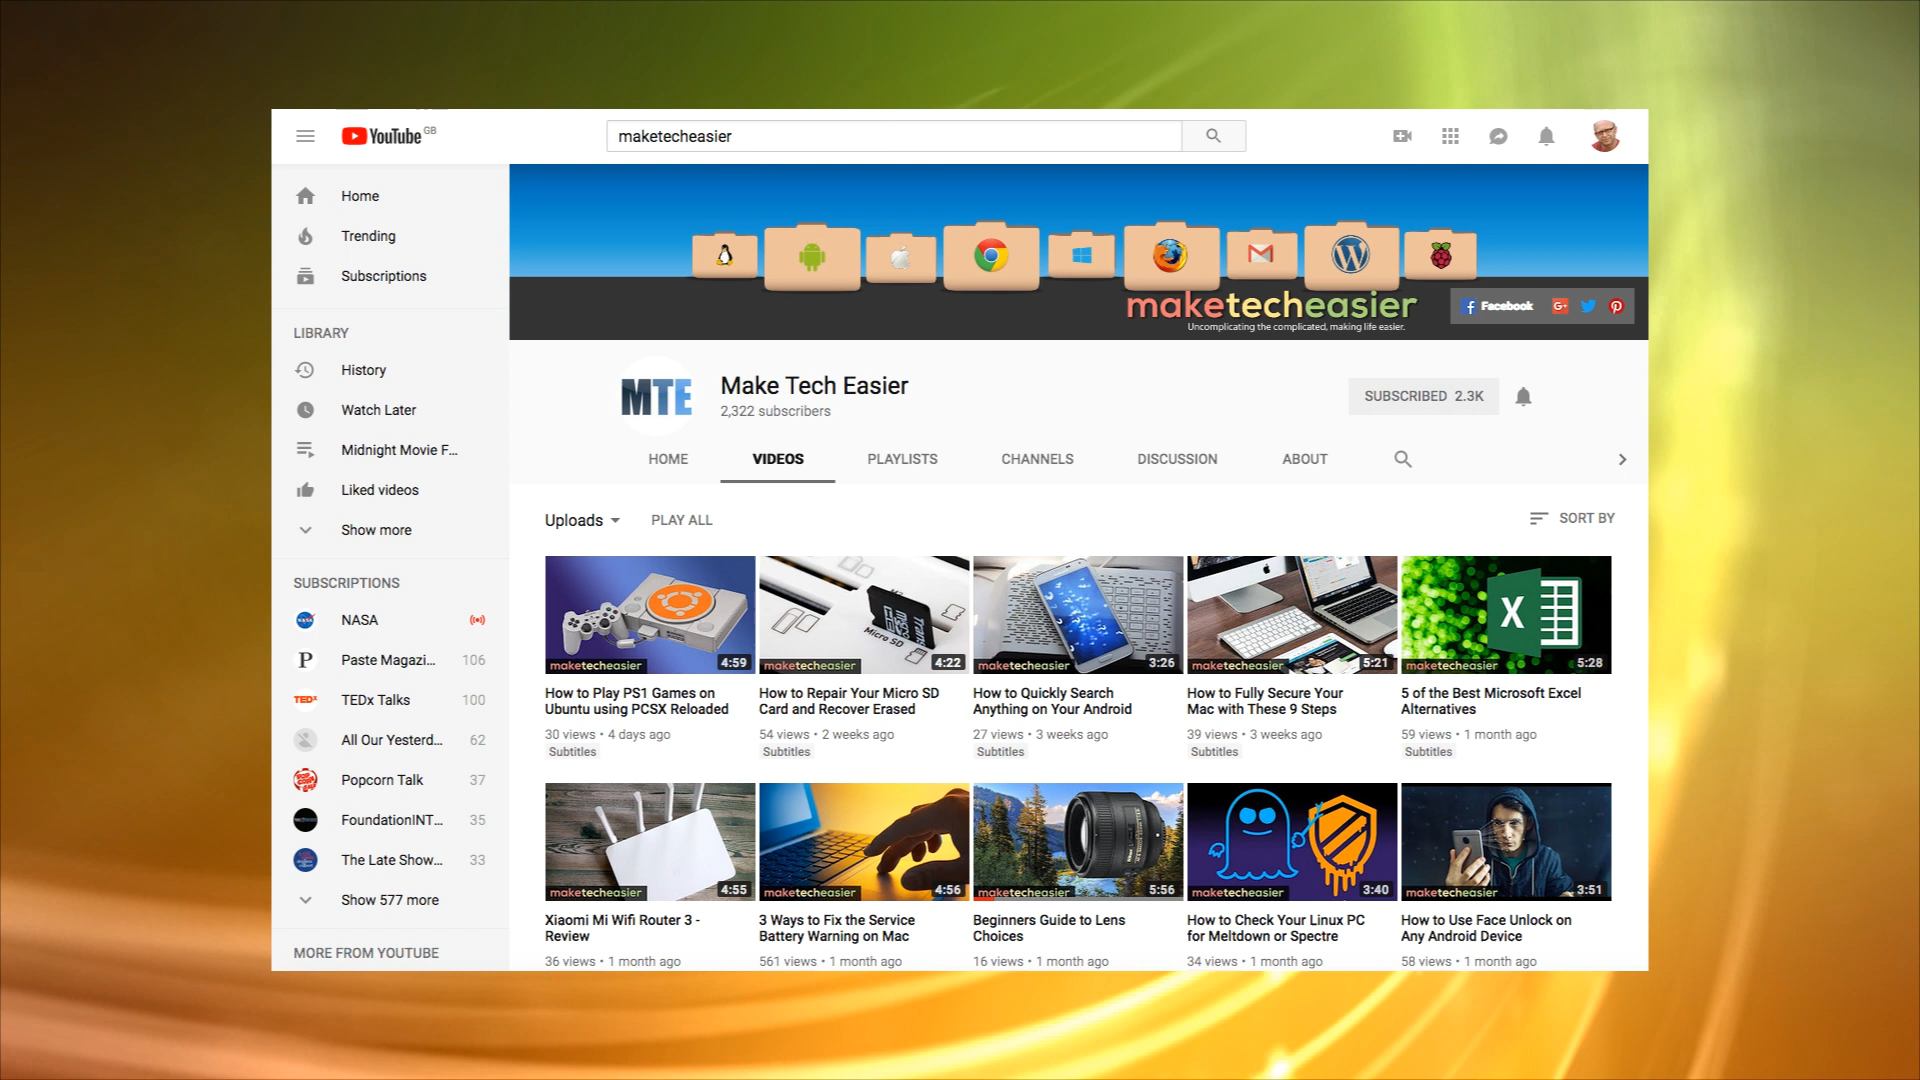 YouTube GB
maketecheasier
Home
Trending
Subscriptions
LIBRARY
History
Watch Later
Midnight Movie F...
Liked videos
Show more
SUBSCRIPTIONS
NASA
Paste Magazi... 106
TEDx Talks 100
All Our Yesterd... 62
Popcorn Talk 37
FoundationINT... 35
The Late Show... 33
Show 577 more
MORE FROM YOUTUBE
maketecheasier
Uncomplicating the complicated, making life easier.
Facebook
MTE
Make Tech Easier
2,322 subscribers
SUBSCRIBED 2.3K
HOME VIDEOS PLAYLISTS CHANNELS DISCUSSION ABOUT
Uploads PLAY ALL
SORT BY
maketecheasier 4:59
How to Play PS1 Games on
Ubuntu using PCSX Reloaded
30 views • 4 days ago
Subtitles
Micro SD
maketecheasier 4:22
How to Repair Your Micro SD
Card and Recover Erased
54 views • 2 weeks ago
Subtitles
maketecheasier 3:26
How to Quickly Search
Anything on Your Android
27 views • 3 weeks ago
Subtitles
maketecheasier 5:21
How to Fully Secure Your
Mac with These 9 Steps
39 views • 3 weeks ago
Subtitles
X
maketecheasier 5:28
5 of the Best Microsoft Excel
Alternatives
59 views • 1 month ago
Subtitles
maketecheasier 4:55
Xiaomi Mi Wifi Router 3 -
Review
36 views • 1 month ago
maketecheasier 4:56
3 Ways to Fix the Service
Battery Warning on Mac
561 views • 1 month ago
maketecheasier 5:56
Beginners Guide to Lens
Choices
16 views • 1 month ago
maketecheasier 3:40
How to Check Your Linux PC
for Meltdown or Spectre
34 views • 1 month ago
maketecheasier 3:51
How to Use Face Unlock on
Any Android Device
58 views • 1 month ago